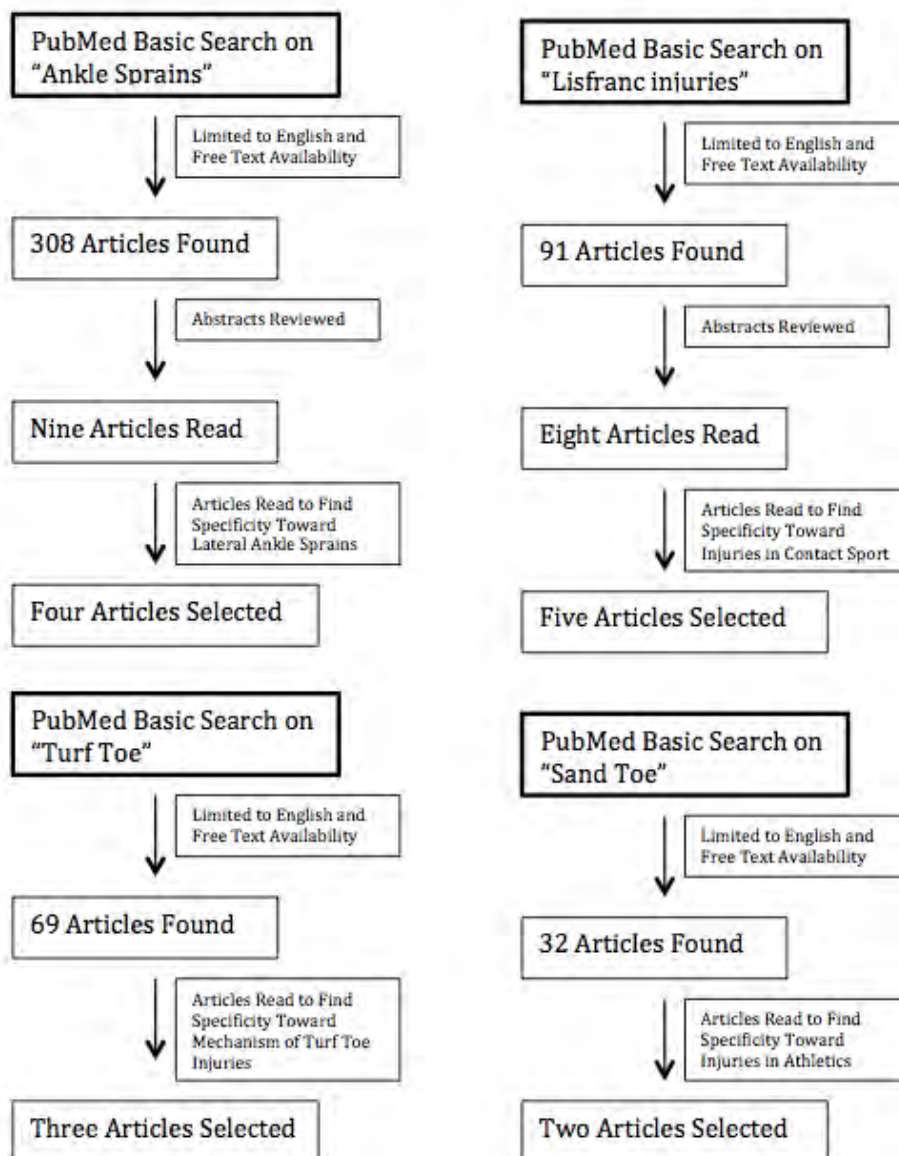 PubMed Basic Search on
“Ankle Sprains”
Limited to English and
Free Text Availability
308 Articles Found
Abstracts Reviewed
Nine Articles Read
Articles Read to Find
Specificity Toward
Lateral Ankle Sprains
Four Articles Selected
PubMed Basic Search on
“Lisfranc injuries”
Limited to English and
Free Text Availability
91 Articles Found
Abstracts Reviewed
Eight Articles Read
Articles Read to Find
Specificity Toward
Injuries in Contact Sport
Five Articles Selected
PubMed Basic Search on
“Turf Toe”
Limited to English and
Free Text Availability
69 Articles Found
Articles Read to Find
Specificity Toward
Mechanism of Turf Toe
Injuries
Three Articles Selected
PubMed Basic Search on
“Sand Toe”
Limited to English and
Free Text Availability
32 Articles Found
Articles Read to Find
Specificity Toward
Injuries in Athletics
Two Articles Selected